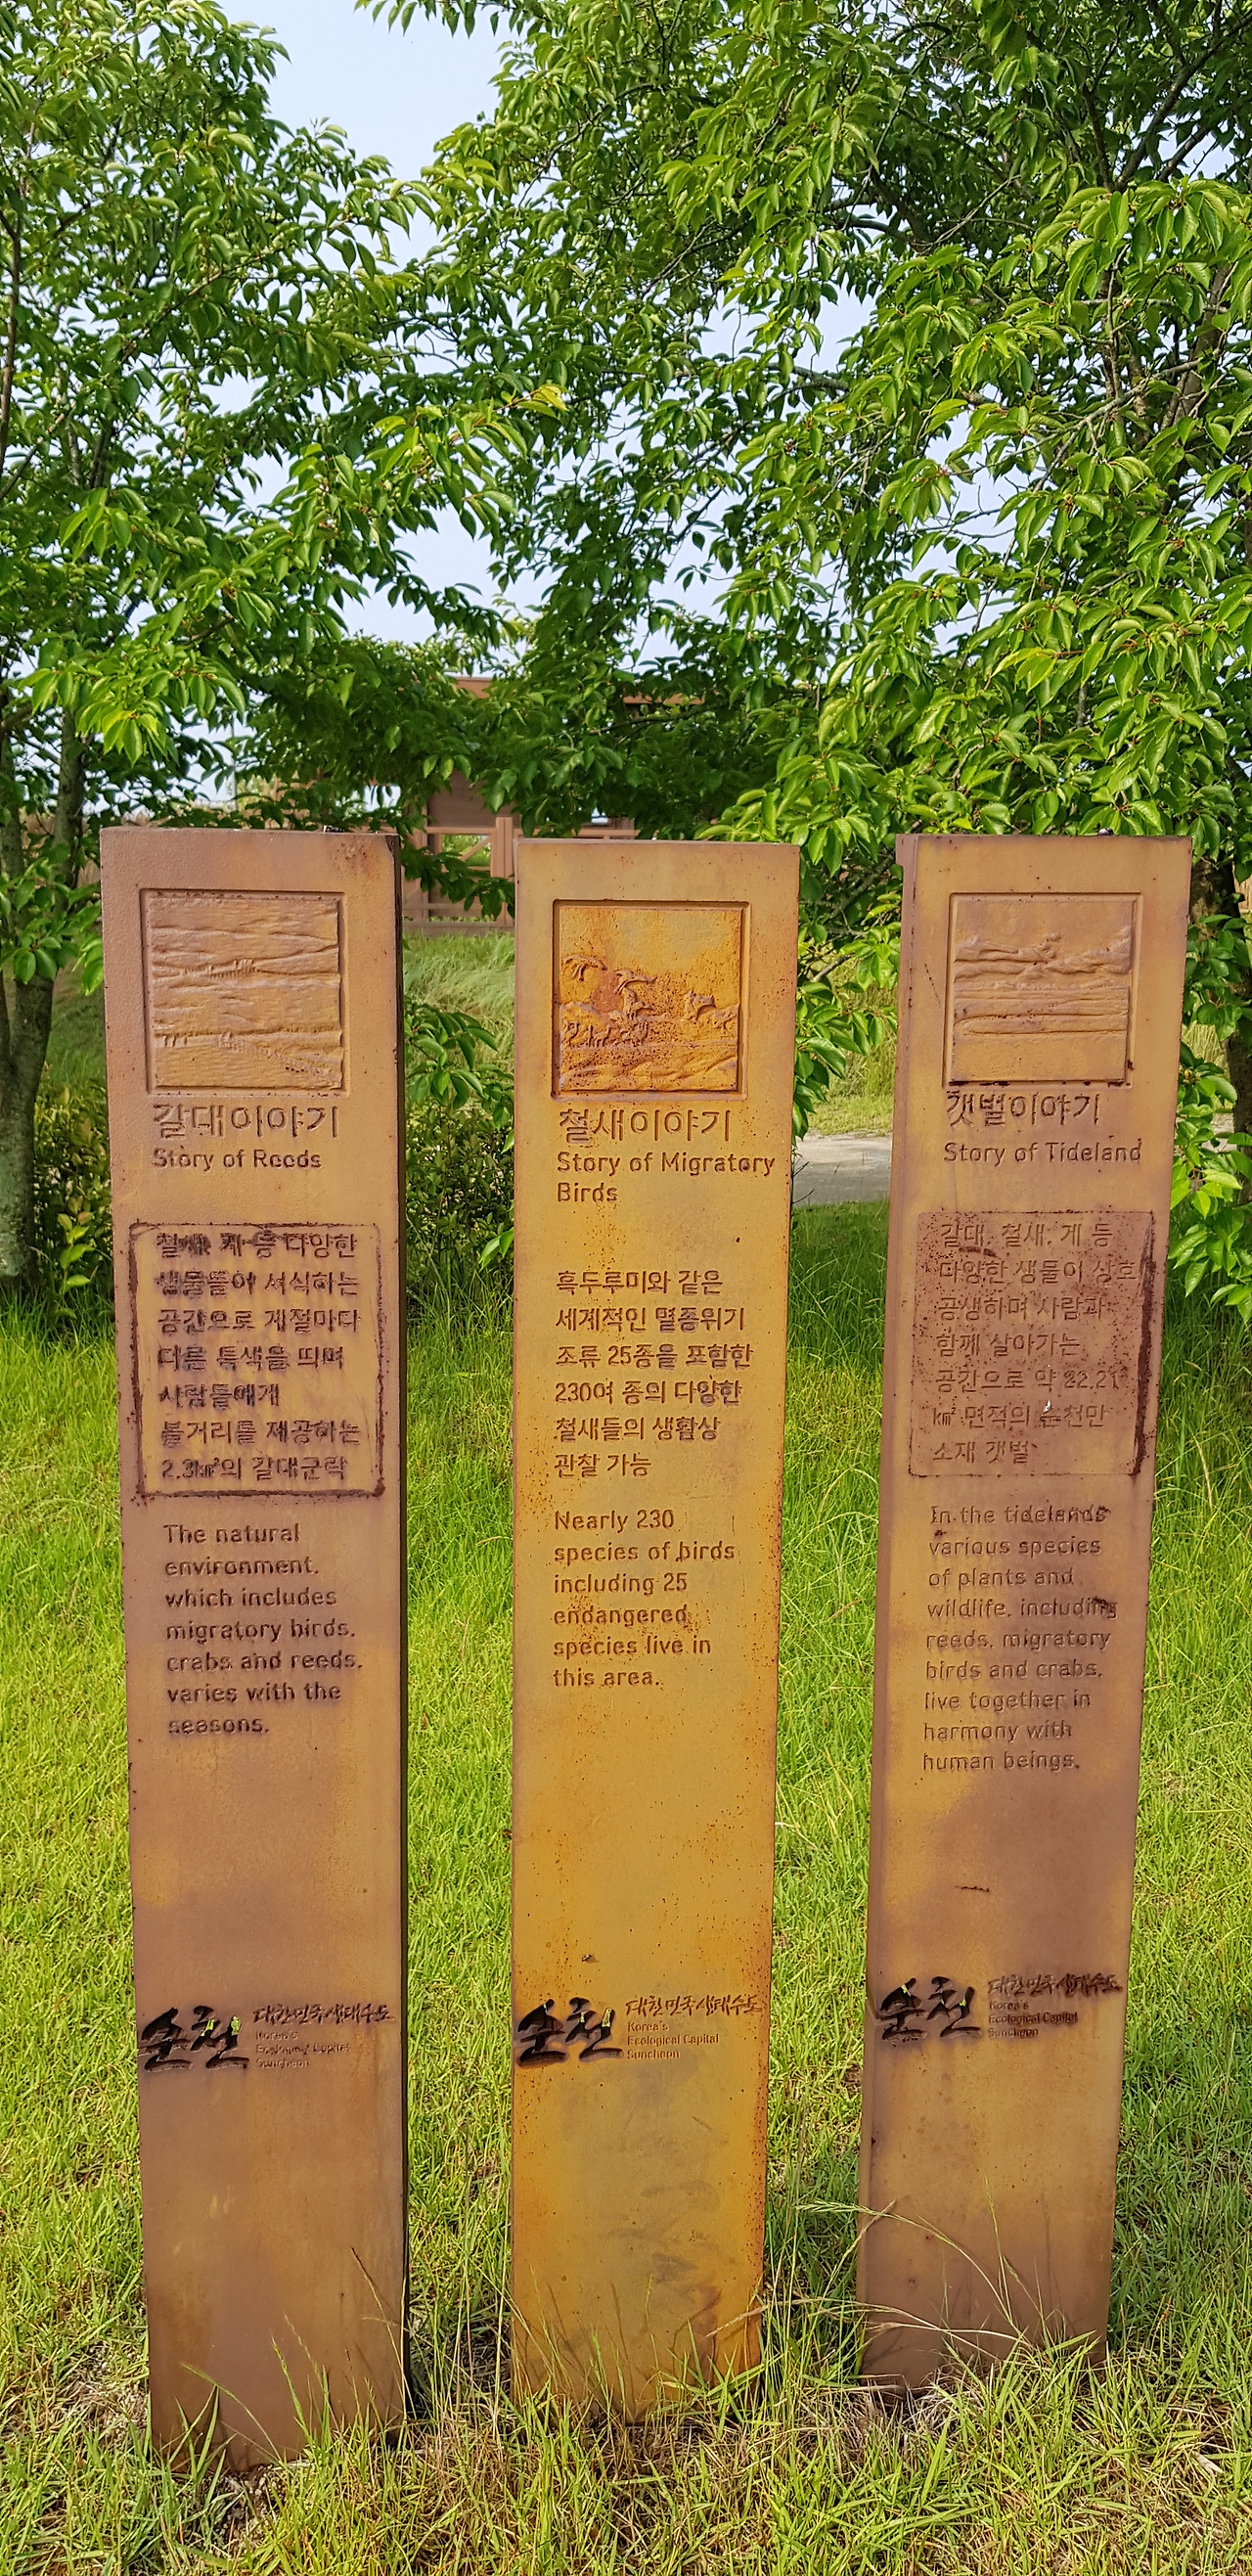 갈대이야기
Story of Reeds
철새, 게 등 다양한
생물들이 서식하는
공간으로 계절마다
다른 특색을 띄며
사람들에게
볼거리를 제공하는
2.3㎢의 갈대군락
The natural
environment,
which includes
migratory birds,
crabs and reeds,
varies with the
seasons.
순천
대한민국생태수도
Korea's
Ecological Capital
Suncheon
철새이야기
Story of Migratory
Birds
흑두루미와 같은
세계적인 멸종위기
조류 25종을 포함한
230여 종의 다양한
철새들의 생활상
관찰 가능
Nearly 230
species of birds
including 25
endangered
species live in
this area.
순천
대한민국생태수도
Korea's
Ecological Capital
Suncheon
갯벌이야기
Story of Tideland
갈대, 철새, 게 등
다양한 생물이 상호
공생하며 사람과
함께 살아가는
공간으로 약 22.21
㎢ 면적의 순천만
소재 갯벌
In the tidelands
various species
of plants and
wildlife, including
reeds, migratory
birds and crabs,
live together in
harmony with
human beings.
순천
대한민국생태수도
Korea's
Ecological Capital
Suncheon